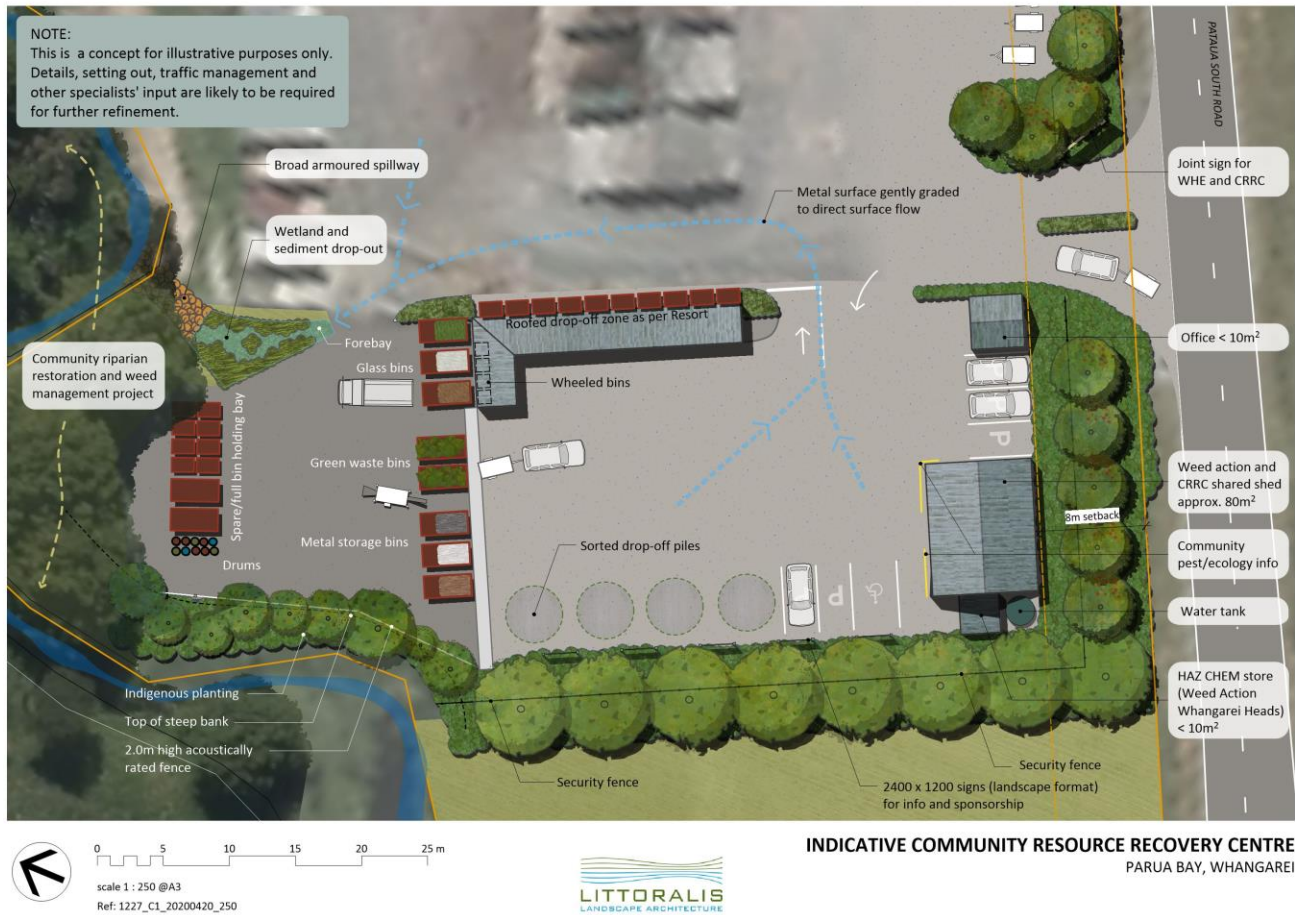 NOTE:
This is a concept for illustrative purposes only.
Details, setting out, traffic management and
other specialists' input are likely to be required
for further refinement.
PATAUA SOUTH ROAD
Broad armoured spillway
Joint sign for
WHE and CRRC
Metal surface gently graded
to direct surface flow
Wetland and
sediment drop-out
Roofed drop-off zone as per Resort
Forebay
Office < 10m²
Glass bins
Community riparian
restoration and weed
management project
Wheeled bins
P
P
P
Spare/full bin holding bay
Green waste bins
Weed action and
CRRC shared shed
approx. 80m²
8m setback
Metal storage bins
Sorted drop-off piles
Community
pest/ecology info
Drums
P
Water tank
HAZ CHEM store
(Weed Action
Whangarei Heads)
< 10m²
Indigenous planting
Top of steep bank
2.0m high acoustically
rated fence
Security fence
Security fence
2400 x 1200 signs (landscape format)
for info and sponsorship
0 5 10 15 20 25 m
scale 1 : 250 @A3
Ref: 1227_C1_20200420_250
LITTORALIS
LANDSCAPE ARCHITECTURE
INDICATIVE COMMUNITY RESOURCE RECOVERY CENTRE
PARUA BAY, WHANGAREI